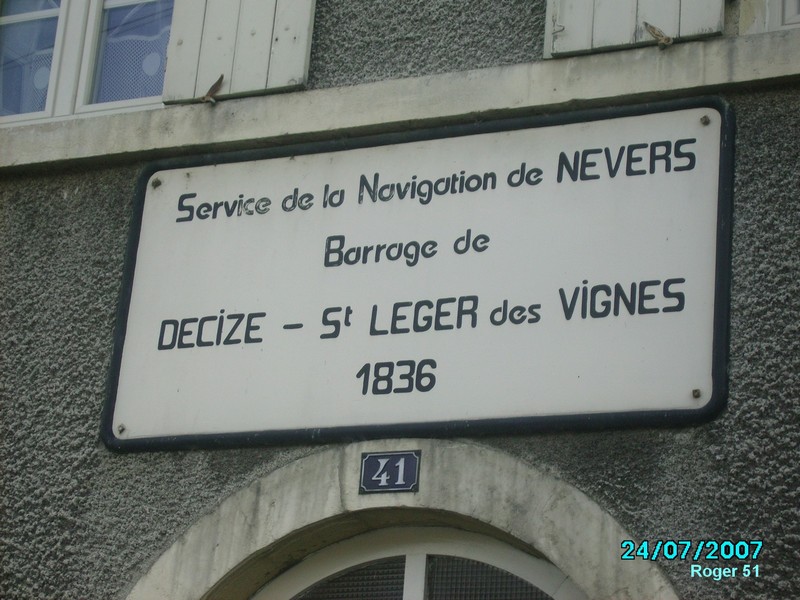 Service de la Navigation de NEVERS
Barrage de
DECIZE - St LEGER des VIGNES
1836
41
24/07/2007
Roger 51